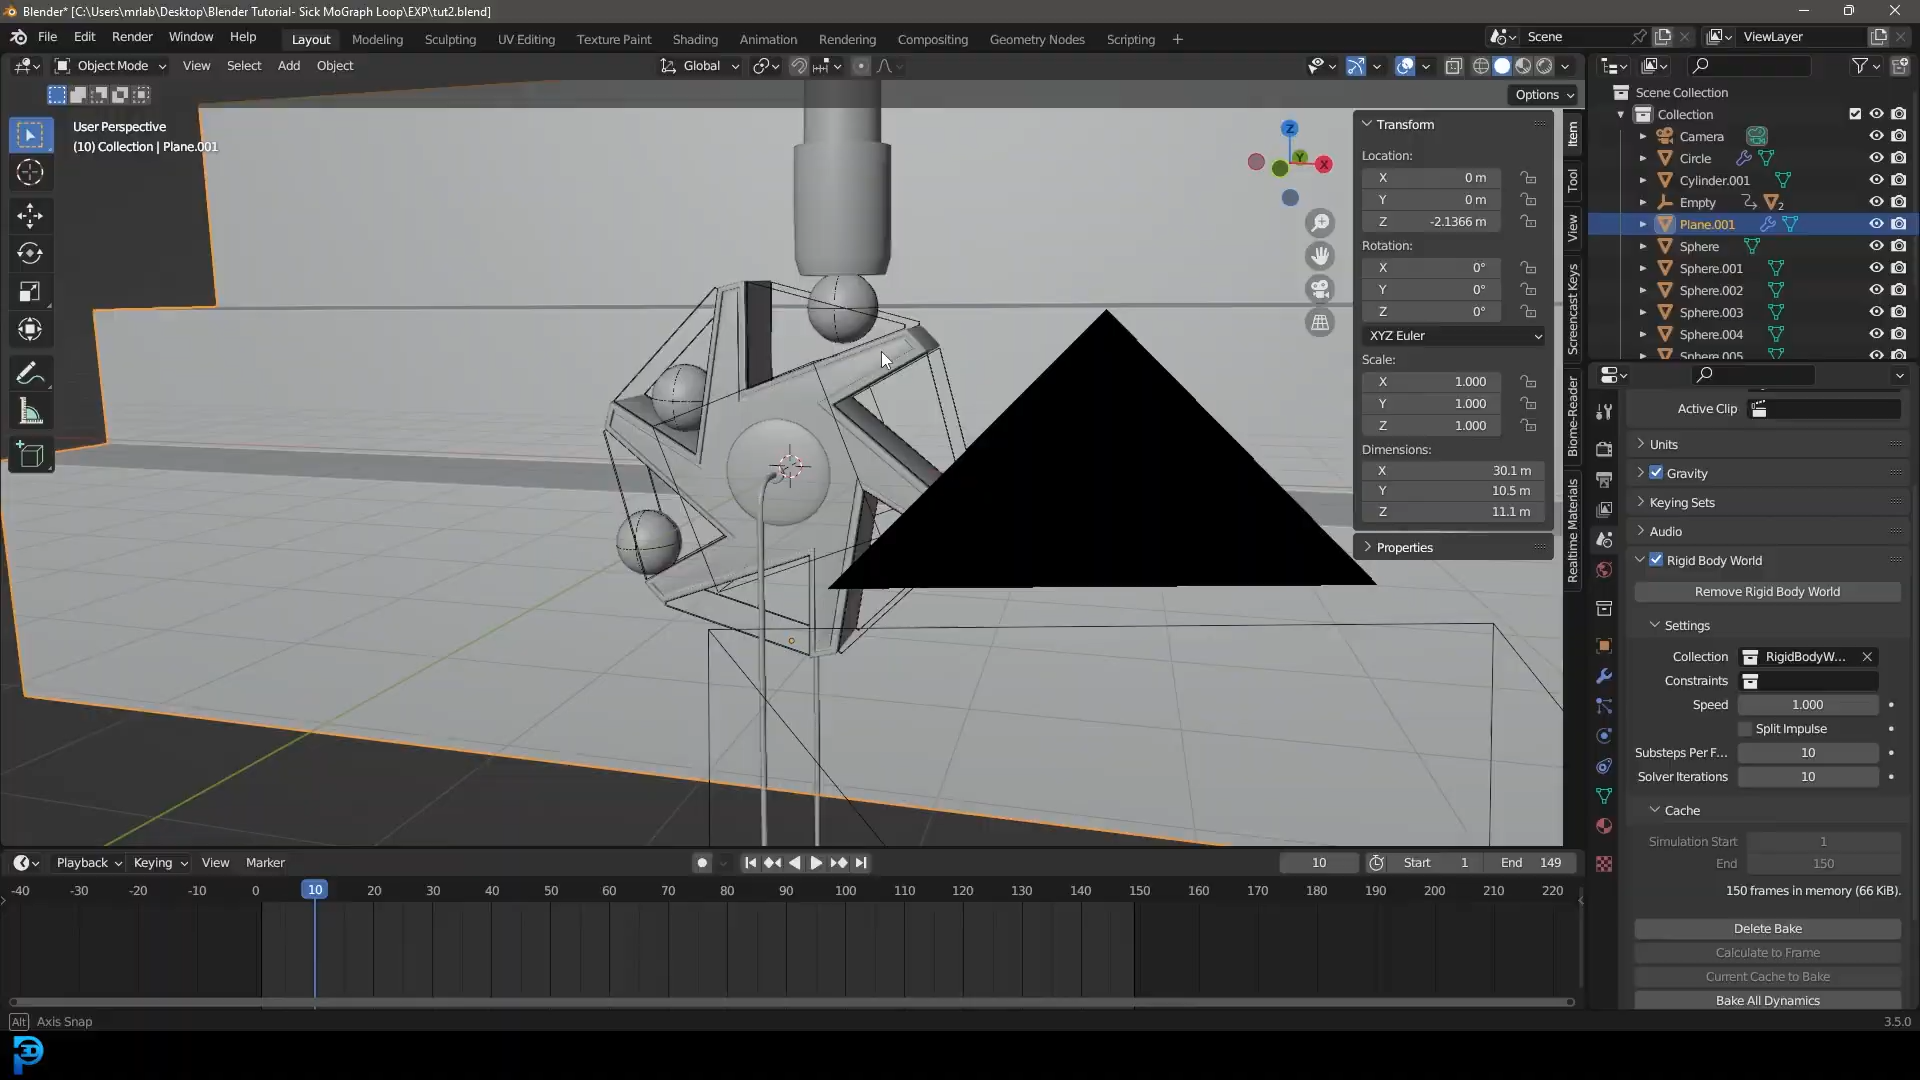 Blender* [C:\Users\mrlab\Desktop\Blender Tutorial- Sick MoGraph Loop\EXP\tut2.blend]
File Edit Render Window Help Layout Modeling Sculpting UV Editing Texture Paint Shading Animation Rendering Compositing Geometry Nodes Scripting + Scene ViewLayer
Object Mode View Select Add Object Global
Options
User Perspective
(10) Collection | Plane.001
Z
Y
X
Transform
Location:
X 0 m
Y 0 m
Z -2.1366 m
Rotation:
X 0°
Y 0°
Z 0°
XYZ Euler
Scale:
X 1.000
Y 1.000
Z 1.000
Dimensions:
X 30.1 m
Y 10.5 m
Z 11.1 m
Properties
Item
Tool
View
Screencast Keys
Biome-Reader
Realtime Materials
Scene Collection
Collection
Camera
Circle
Cylinder.001
Empty 2
Plane.001
Sphere
Sphere.001
Sphere.002
Sphere.003
Sphere.004
Sphere.005
Active Clip
Units
Gravity
Keying Sets
Audio
Rigid Body World
Remove Rigid Body World
Settings
Collection RigidBodyW...
Constraints
Speed 1.000
Split Impulse
Substeps Per F... 10
Solver Iterations 10
Cache
Simulation Start 1
End 150
150 frames in memory (66 KiB).
Delete Bake
Calculate to Frame
Current Cache to Bake
Bake All Dynamics
Playback Keying View Marker 10 Start 1 End 149
-40 -30 -20 -10 0 10 20 30 40 50 60 70 80 90 100 110 120 130 140 150 160 170 180 190 200 210 220
Alt Axis Snap
3.5.0
3D